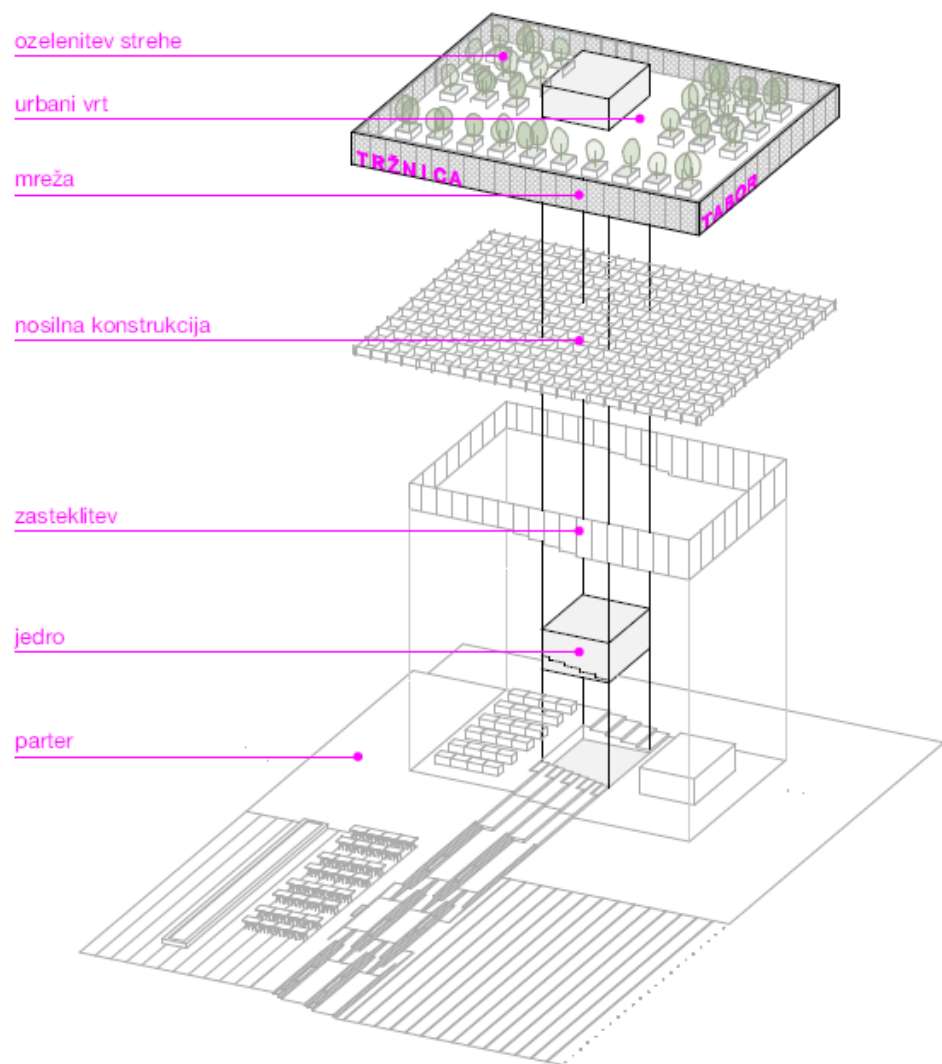 ozelenitev strehe
urbani vrt
TRŽNICA
TABOR
mreža
nosilna konstrukcija
zasteklitev
jedro
parter